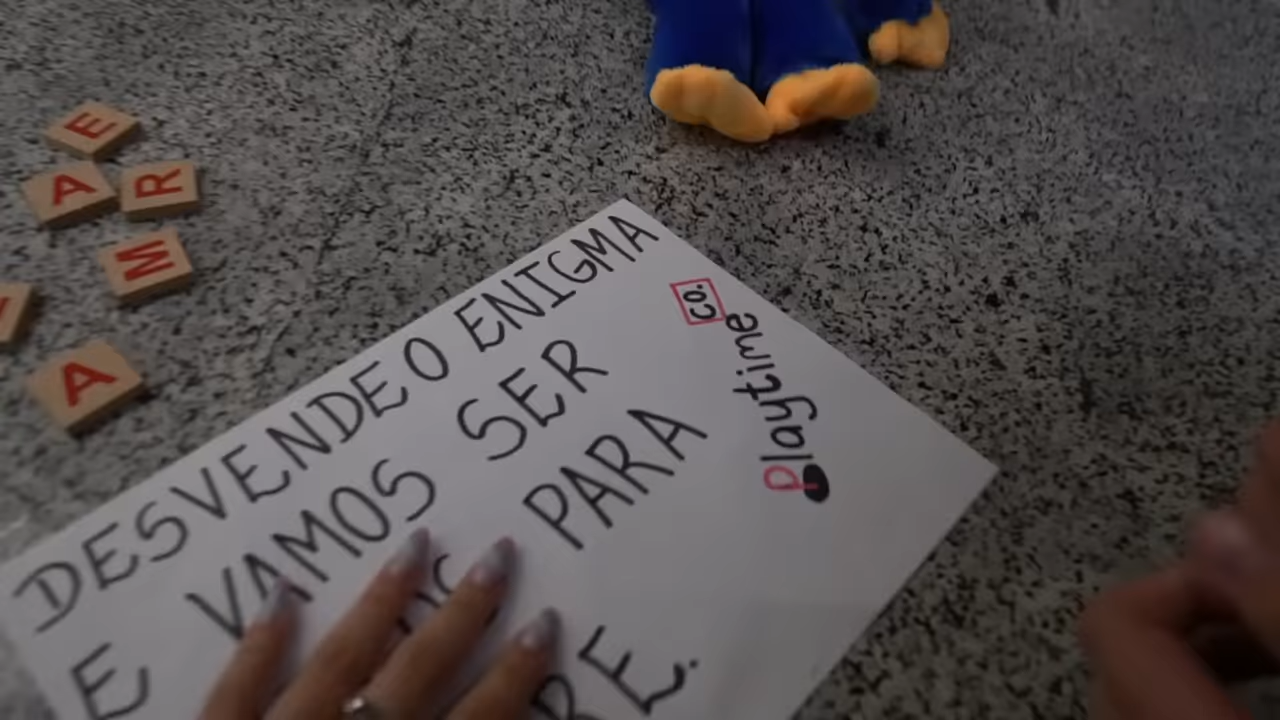 E
A R
M
A
DESVENDE O ENIGMA
E VAMOS SER
PARA
Playtime
CO.